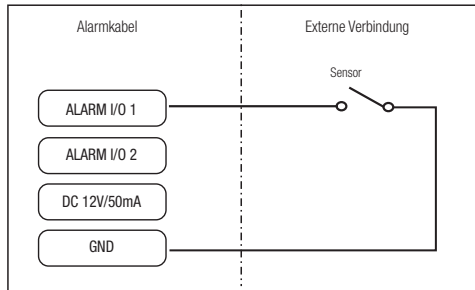 Alarmkabel
Externe Verbindung
Sensor
ALARM I/O 1
ALARM I/O 2
DC 12V/50mA
GND